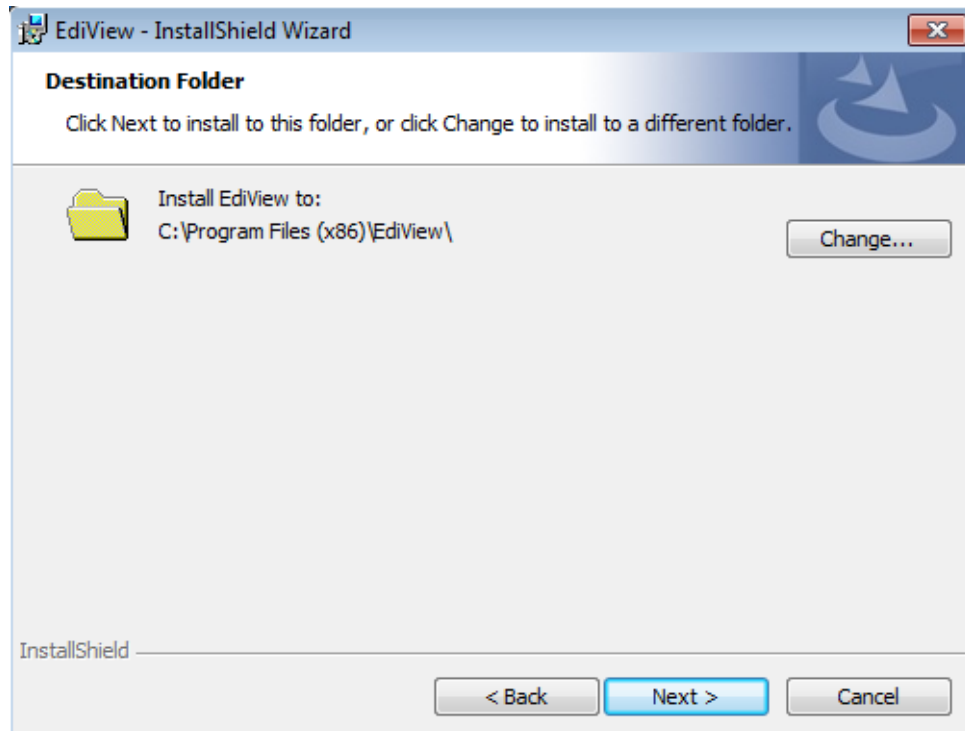 EdiView - InstallShield Wizard
Destination Folder
Click Next to install to this folder, or click Change to install to a different folder.
Install EdiView to:
C:\Program Files (x86)\EdiView\
Change...
InstallShield
< Back
Next >
Cancel